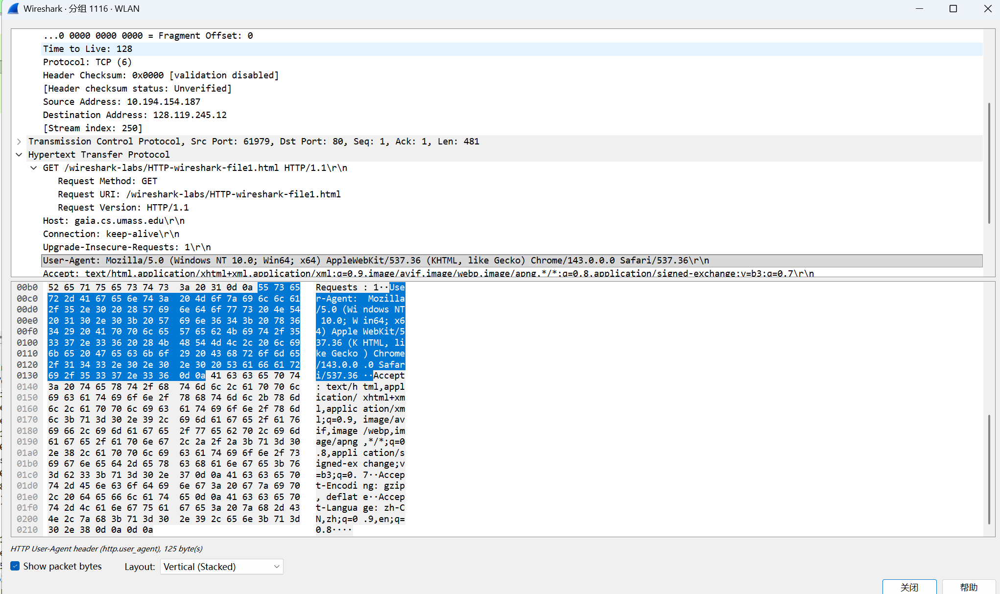 Wireshark · 分组 1116 · WLAN
...0 0000 0000 0000 = Fragment Offset: 0
Time to Live: 128
Protocol: TCP (6)
Header Checksum: 0x0000 [validation disabled]
[Header checksum status: Unverified]
Source Address: 10.194.154.187
Destination Address: 128.119.245.12
[Stream index: 250]
Transmission Control Protocol, Src Port: 61979, Dst Port: 80, Seq: 1, Ack: 1, Len: 481
Hypertext Transfer Protocol
GET /wireshark-labs/HTTP-wireshark-file1.html HTTP/1.1\r\n
Request Method: GET
Request URI: /wireshark-labs/HTTP-wireshark-file1.html
Request Version: HTTP/1.1
Host: gaia.cs.umass.edu\r\n
Connection: keep-alive\r\n
Upgrade-Insecure-Requests: 1\r\n
User-Agent: Mozilla/5.0 (Windows NT 10.0; Win64; x64) AppleWebKit/537.36 (KHTML, like Gecko) Chrome/143.0.0.0 Safari/537.36\r\n
Accept: text/html,application/xhtml+xml,application/xml;q=0.9,image/avif,image/webp,image/apng,*/*;q=0.8,application/signed-exchange;v=b3;q=0.7\r\n
00b0 52 65 71 75 65 73 74 73 3a 20 31 0d 0a 55 73 65 Requests : 1··Use
00c0 72 2d 41 67 65 6e 74 3a 20 4d 6f 7a 69 6c 6c 61 r-Agent: Mozilla
00d0 2f 35 2e 30 20 28 57 69 6e 64 6f 77 73 20 4e 54 /5.0 (Wi ndows NT
00e0 20 31 30 2e 30 3b 20 57 69 6e 36 34 3b 20 78 36 10.0; W in64; x6
00f0 34 29 20 41 70 70 6c 65 57 65 62 4b 69 74 2f 35 4) Apple WebKit/5
0100 33 37 2e 33 36 20 28 4b 48 54 4d 4c 2c 20 6c 69 37.36 (K HTML, li
0110 6b 65 20 47 65 63 6b 6f 29 20 43 68 72 6f 6d 65 ke Gecko ) Chrome
0120 2f 31 34 33 2e 30 2e 30 2e 30 20 53 61 66 61 72 /143.0.0 .0 Safar
0130 69 2f 35 33 37 2e 33 36 0d 0a 41 63 63 65 70 74 i/537.36 ··Accept
0140 3a 20 74 65 78 74 2f 68 74 6d 6c 2c 61 70 70 6c : text/h tml,appl
0150 69 63 61 74 69 6f 6e 2f 78 68 74 6d 6c 2b 78 6d ication/ xhtml+xm
0160 6c 2c 61 70 70 6c 69 63 61 74 69 6f 6e 2f 78 6d l,applic ation/xm
0170 6c 3b 71 3d 30 2e 39 2c 69 6d 61 67 65 2f 61 76 l;q=0.9, image/av
0180 69 66 2c 69 6d 61 67 65 2f 77 65 62 70 2c 69 6d if,image /webp,im
0190 61 67 65 2f 61 70 6e 67 2c 2a 2f 2a 3b 71 3d 30 age/apng ,*/*;q=0
01a0 2e 38 2c 61 70 70 6c 69 63 61 74 69 6f 6e 2f 73 .8,appli cation/s
01b0 69 67 6e 65 64 2d 65 78 63 68 61 6e 67 65 3b 76 igned-ex change;v
01c0 3d 62 33 3b 71 3d 30 2e 37 0d 0a 41 63 63 65 70 =b3;q=0. 7··Accep
01d0 74 2d 45 6e 63 6f 64 69 6e 67 3a 20 67 7a 69 70 t-Encodi ng: gzip
01e0 2c 20 64 65 66 6c 61 74 65 0d 0a 41 63 63 65 70 , deflat e··Accep
01f0 74 2d 4c 61 6e 67 75 61 67 65 3a 20 7a 68 2d 43 t-Langua ge: zh-C
0200 4e 2c 7a 68 3b 71 3d 30 2e 39 2c 65 6e 3b 71 3d N,zh;q=0 .9,en;q=
0210 30 2e 38 0d 0a 0d 0a 0.8····
HTTP User-Agent header (http.user_agent), 125 byte(s)
Show packet bytes Layout: Vertical (Stacked)
关闭 帮助